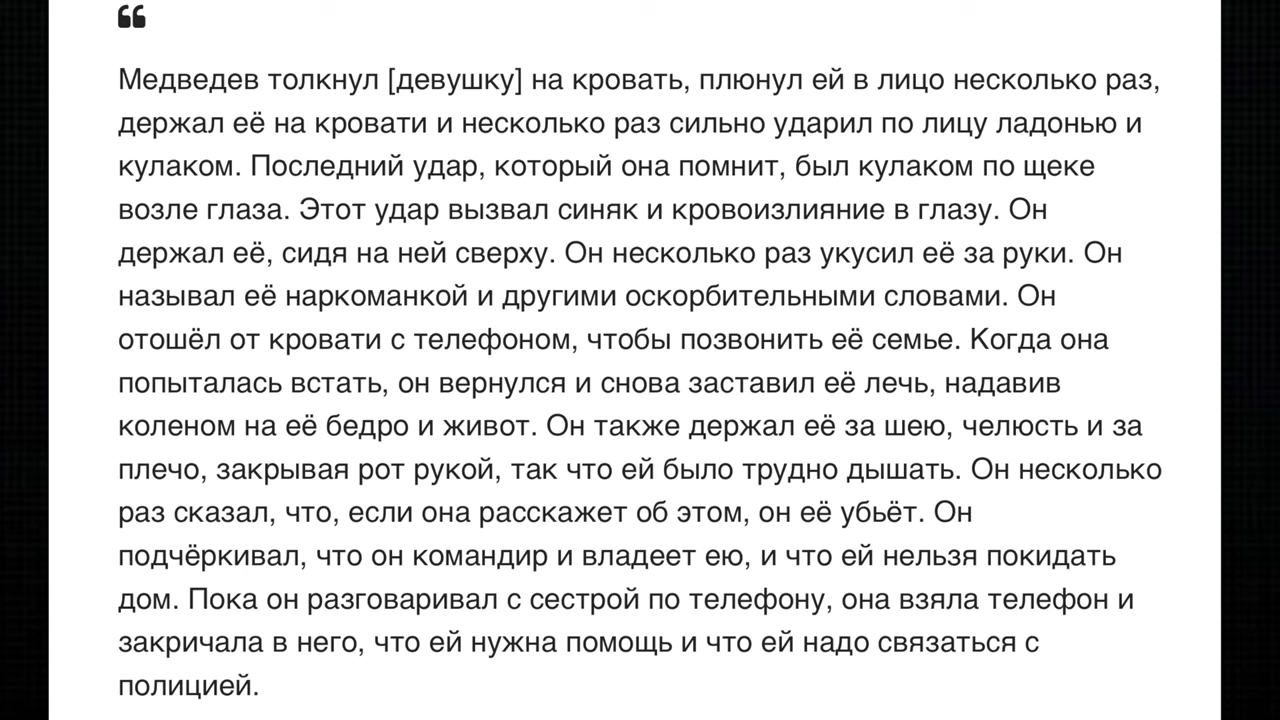 “
Медведев толкнул [девушку] на кровать, плюнул ей в лицо несколько раз,
держал её на кровати и несколько раз сильно ударил по лицу ладонью и
кулаком. Последний удар, который она помнит, был кулаком по щеке
возле глаза. Этот удар вызвал синяк и кровоизлияние в глазу. Он
держал её, сидя на ней сверху. Он несколько раз укусил её за руки. Он
называл её наркоманкой и другими оскорбительными словами. Он
отошёл от кровати с телефоном, чтобы позвонить её семье. Когда она
попыталась встать, он вернулся и снова заставил её лечь, надавив
коленом на её бедро и живот. Он также держал её за шею, челюсть и за
плечо, закрывая рот рукой, так что ей было трудно дышать. Он несколько
раз сказал, что, если она расскажет об этом, он её убьёт. Он
подчёркивал, что он командир и владеет ею, и что ей нельзя покидать
дом. Пока он разговаривал с сестрой по телефону, она взяла телефон и
закричала в него, что ей нужна помощь и что ей надо связаться с
полицией.